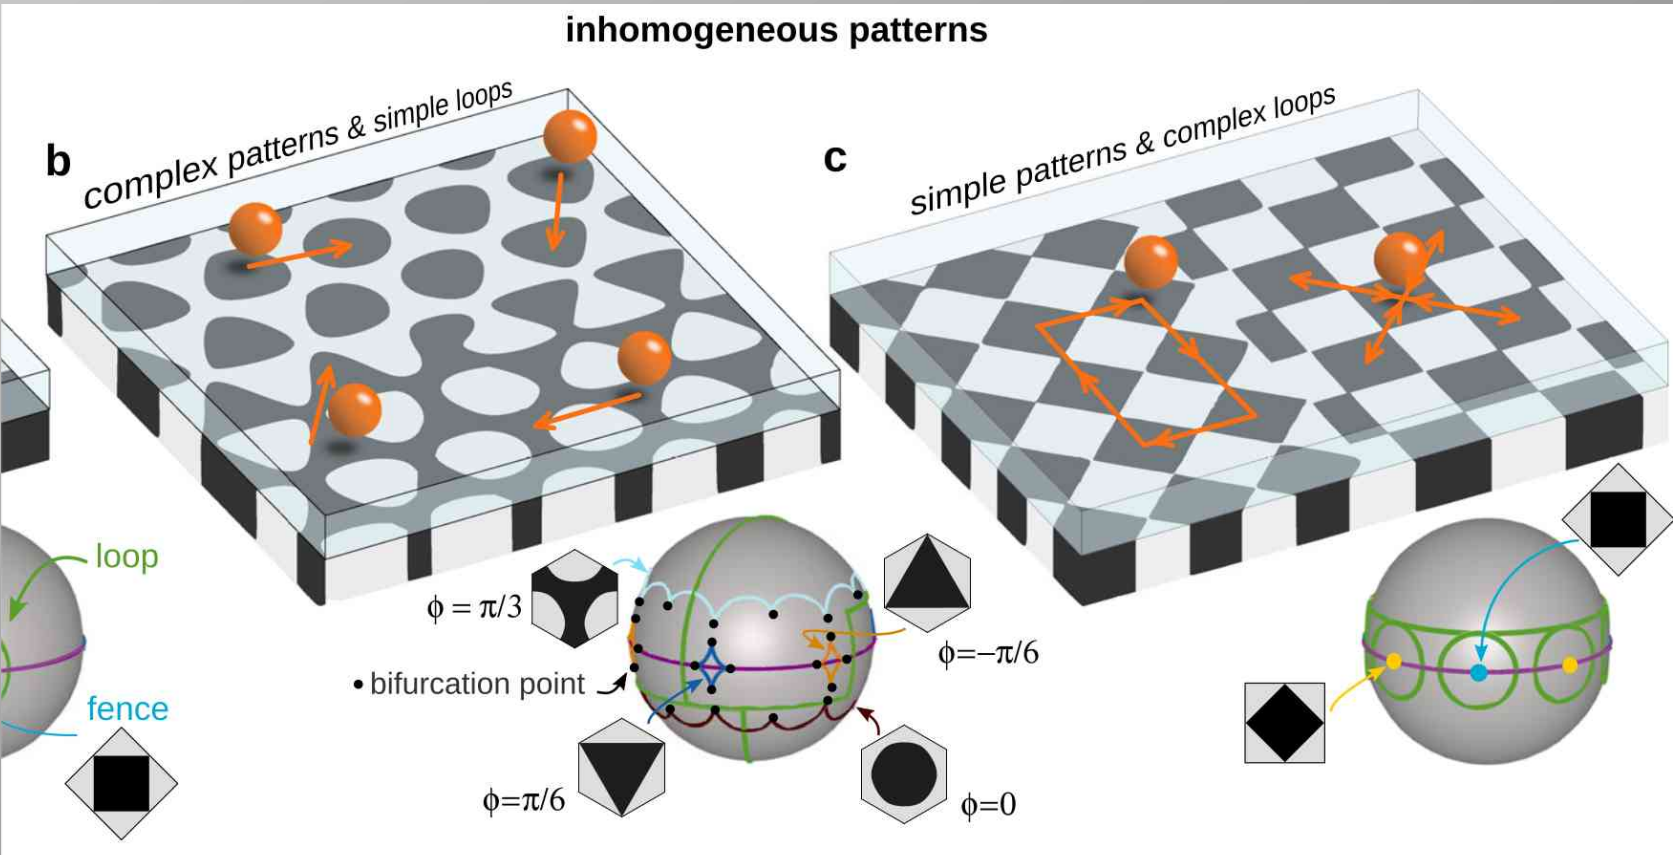 inhomogeneous patterns
b
complex patterns & simple loops
c
simple patterns & complex loops
loop
fence
ϕ = π/3
• bifurcation point
ϕ=π/6
ϕ=−π/6
ϕ=0